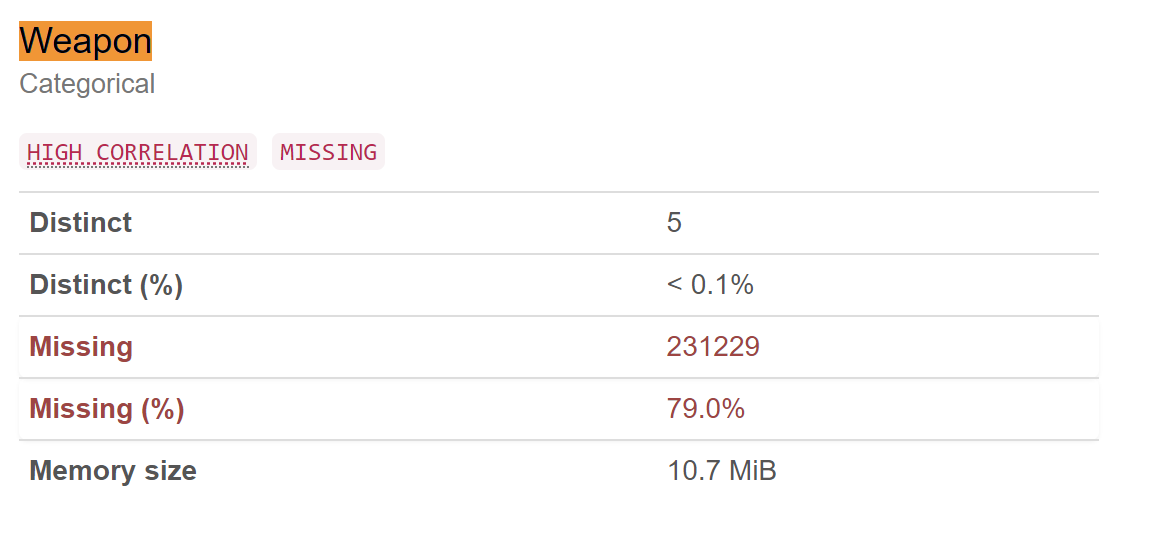 Weapon
Categorical
HIGH CORRELATION MISSING
Distinct 5
Distinct (%) < 0.1%
Missing 231229
Missing (%) 79.0%
Memory size 10.7 MiB